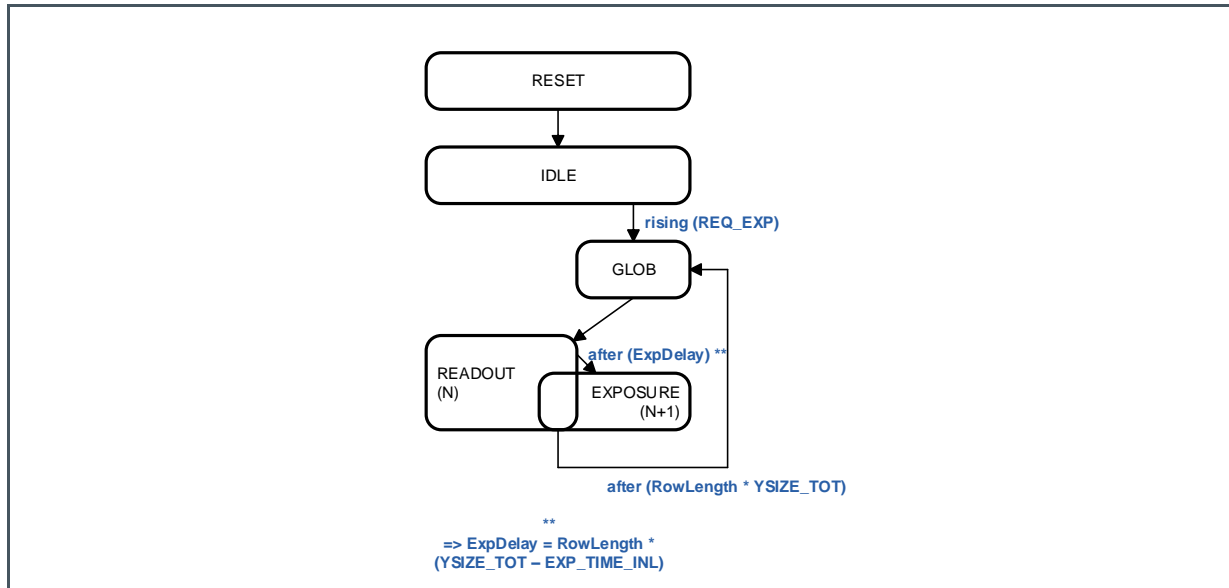 RESET
IDLE
rising (REQ_EXP)
GLOB
after (ExpDelay) **
READOUT
(N)
EXPOSURE
(N+1)
after (RowLength * YSIZE_TOT)
**
=> ExpDelay = RowLength *
(YSIZE_TOT – EXP_TIME_INL)